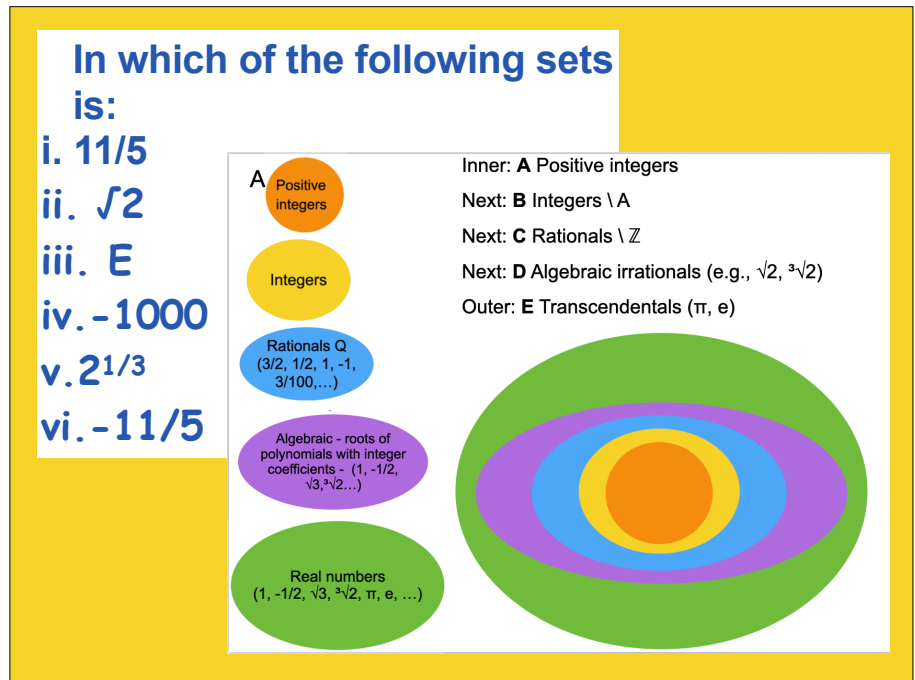 In which of the following sets
is:
i. 11/5
ii. √2
iii. E
iv.-1000
v.2^1/3
vi.-11/5
A
Positive
integers
Integers
Rationals Q
(3/2, 1/2, 1, -1,
3/100,...)
Algebraic - roots of
polynomials with integer
coefficients - (1, -1/2,
√3,³√2...)
Real numbers
(1, -1/2, √3, ³√2, π, e, ...)
Inner: A Positive integers
Next: B Integers \ A
Next: C Rationals \ ℤ
Next: D Algebraic irrationals (e.g., √2, ³√2)
Outer: E Transcendentals (π, e)